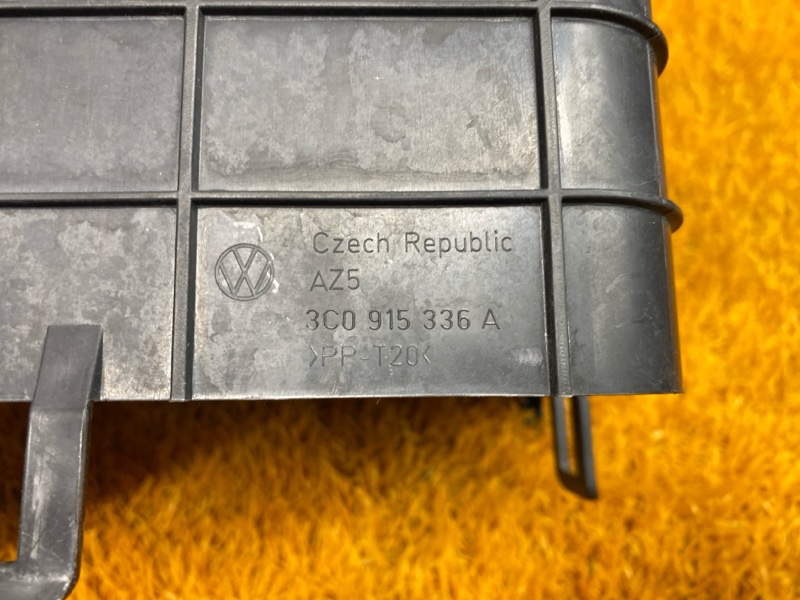 Czech Republic
AZ5
3C0 915 336 A
>PP-T20<